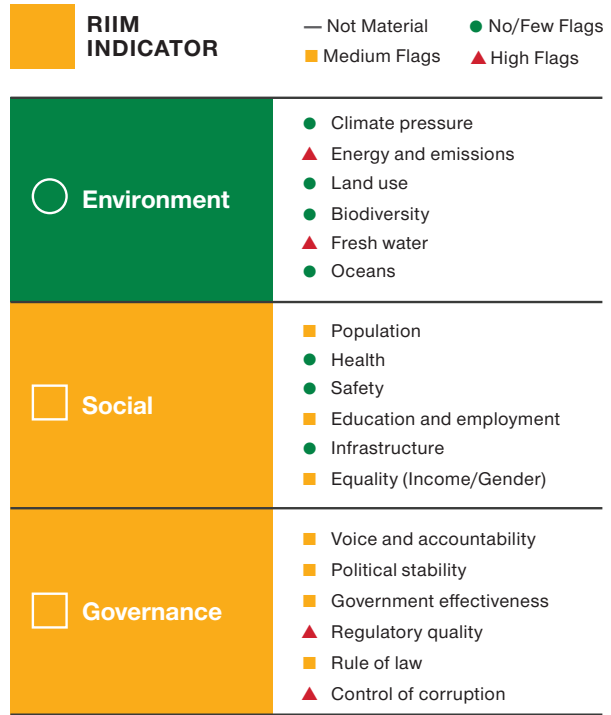 RIIM
INDICATOR
— Not Material
● No/Few Flags
■ Medium Flags
▲ High Flags
Environment
● Climate pressure
▲ Energy and emissions
● Land use
● Biodiversity
▲ Fresh water
● Oceans
Social
■ Population
● Health
● Safety
■ Education and employment
● Infrastructure
■ Equality (Income/Gender)
Governance
■ Voice and accountability
■ Political stability
■ Government effectiveness
▲ Regulatory quality
■ Rule of law
▲ Control of corruption